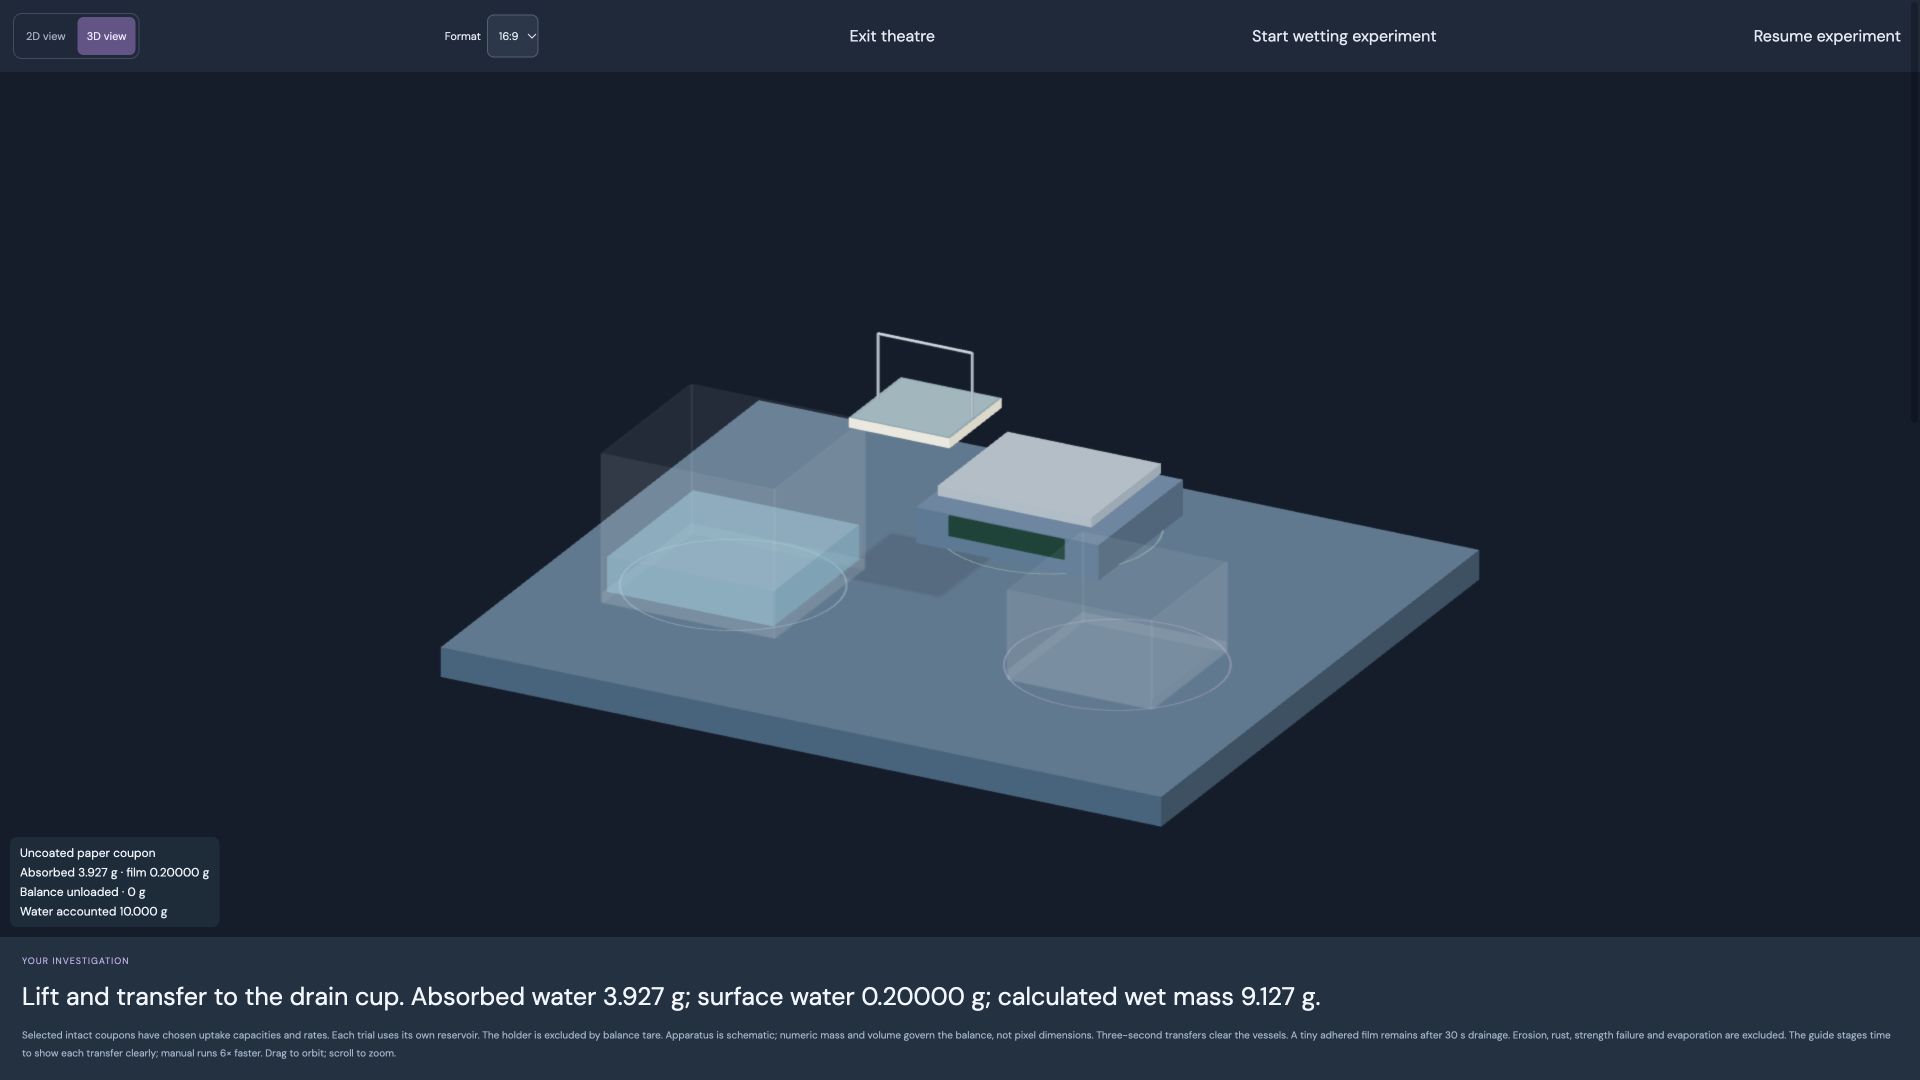 2D view
3D view
Format
16:9
Exit theatre
Start wetting experiment
Resume experiment
Uncoated paper coupon
Absorbed 3.927 g · film 0.20000 g
Balance unloaded · 0 g
Water accounted 10.000 g
YOUR INVESTIGATION
Lift and transfer to the drain cup. Absorbed water 3.927 g; surface water 0.20000 g; calculated wet mass 9.127 g.
Selected intact coupons have chosen uptake capacities and rates. Each trial uses its own reservoir. The holder is excluded by balance tare. Apparatus is schematic; numeric mass and volume govern the balance, not pixel dimensions. Three-second transfers clear the vessels. A tiny adhered film remains after 30 s drainage. Erosion, rust, strength failure and evaporation are excluded. The guide stages time
to show each transfer clearly; manual runs 6× faster. Drag to orbit; scroll to zoom.